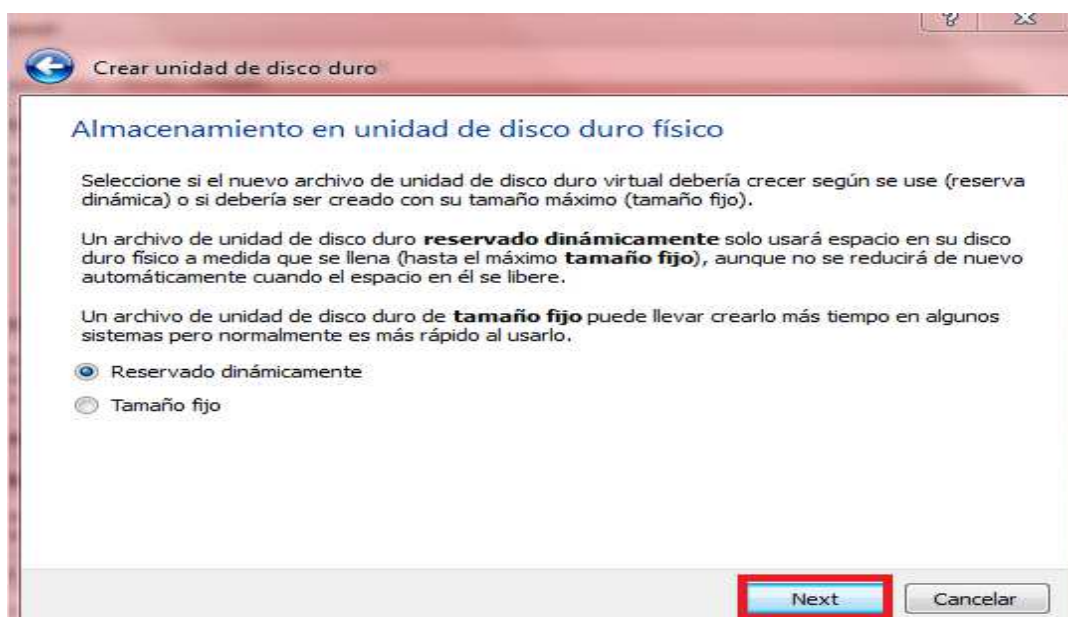 Crear unidad de disco duro
Almacenamiento en unidad de disco duro físico
Seleccione si el nuevo archivo de unidad de disco duro virtual debería crecer según se use (reserva
dinámica) o si debería ser creado con su tamaño máximo (tamaño fijo).
Un archivo de unidad de disco duro reservado dinámicamente solo usará espacio en su disco
duro físico a medida que se llena (hasta el máximo tamaño fijo), aunque no se reducirá de nuevo
automáticamente cuando el espacio en él se libere.
Un archivo de unidad de disco duro de tamaño fijo puede llevar crearlo más tiempo en algunos
sistemas pero normalmente es más rápido al usarlo.
Reservado dinámicamente
Tamaño fijo
Next Cancelar